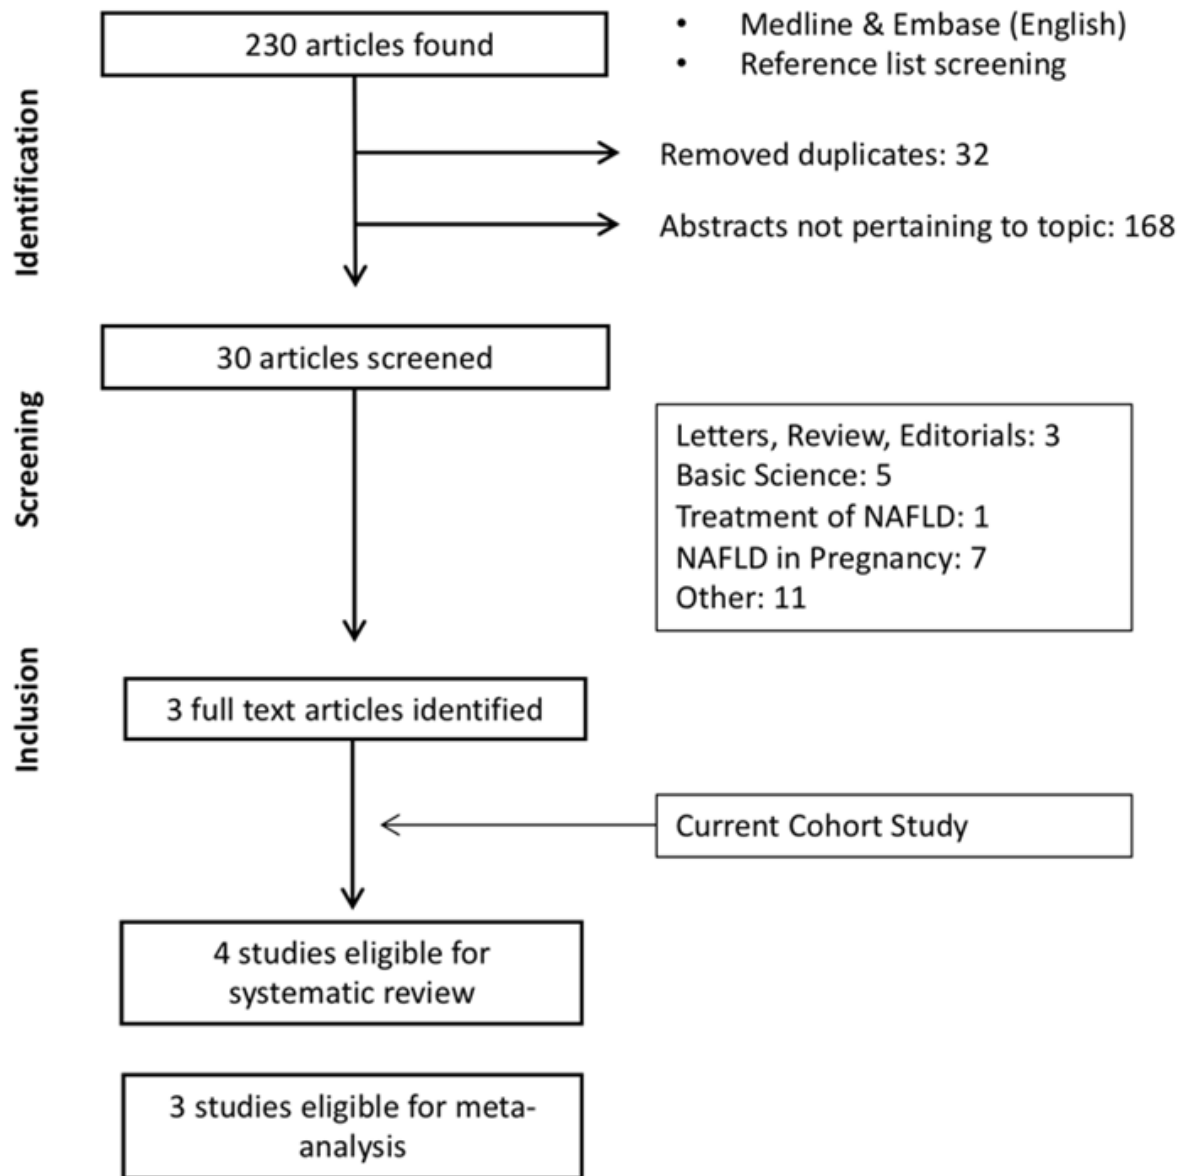 230 articles found
• Medline & Embase (English)
• Reference list screening
Identification
Removed duplicates: 32
Abstracts not pertaining to topic: 168
30 articles screened
Screening
Letters, Review, Editorials: 3
Basic Science: 5
Treatment of NAFLD: 1
NAFLD in Pregnancy: 7
Other: 11
Inclusion
3 full text articles identified
Current Cohort Study
4 studies eligible for
systematic review
3 studies eligible for meta-
analysis